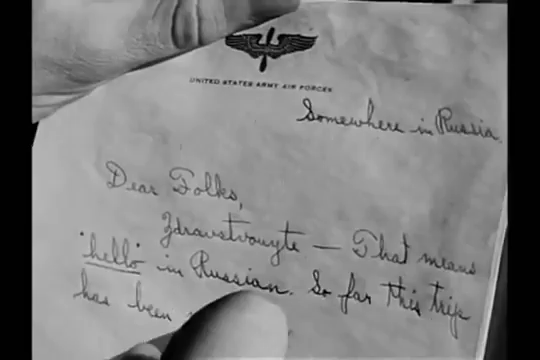 UNITED STATES ARMY AIR FORCES
Somewhere in Russia
Dear Folks,
Zdravstvouyte — That means
"hello" in Russian. So far this trip
has been